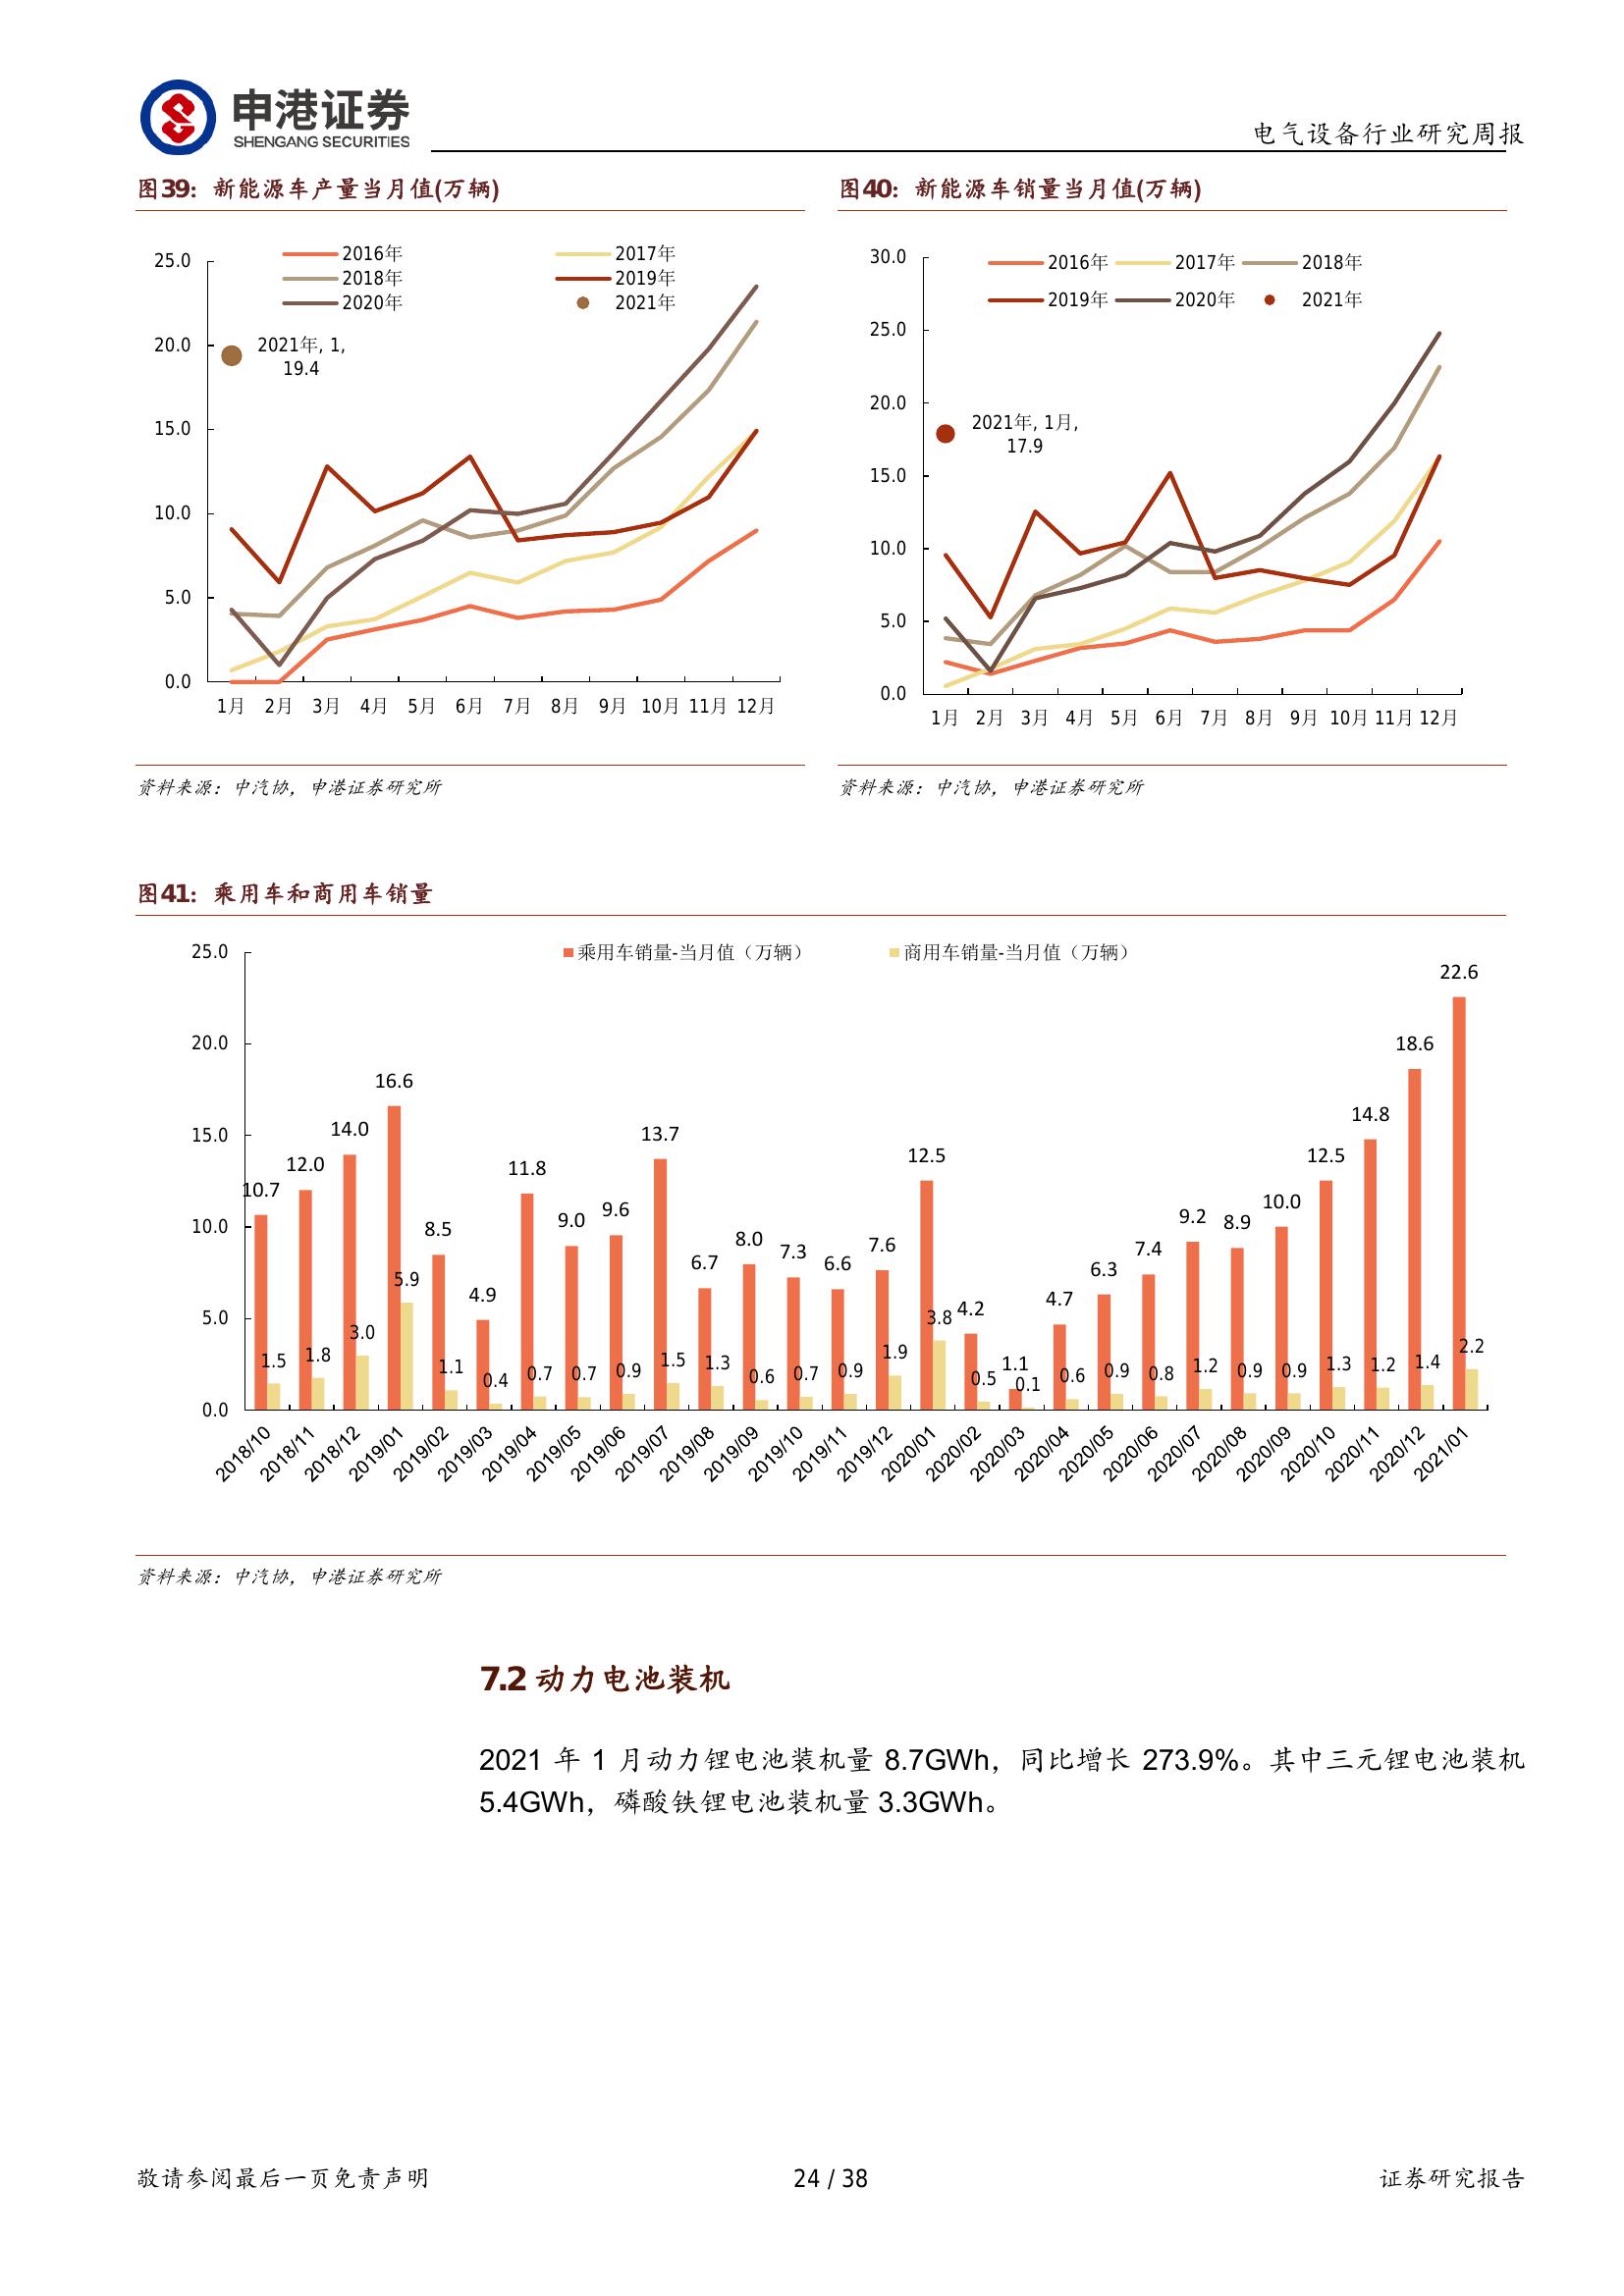 申港证券
SHENGANG SECURITIES
电气设备行业研究周报
图39：新能源车产量当月值(万辆)
2016年 2017年
2018年 2019年
2020年 2021年
25.0
20.0
15.0
10.0
5.0
0.0
2021年, 1,
19.4
1月 2月 3月 4月 5月 6月 7月 8月 9月 10月 11月 12月
资料来源：中汽协，申港证券研究所
图40：新能源车销量当月值(万辆)
2016年 2017年 2018年
2019年 2020年 2021年
30.0
25.0
20.0
15.0
10.0
5.0
0.0
2021年, 1月,
17.9
1月 2月 3月 4月 5月 6月 7月 8月 9月 10月 11月 12月
资料来源：中汽协，申港证券研究所
图41：乘用车和商用车销量
乘用车销量-当月值（万辆） 商用车销量-当月值（万辆）
25.0
20.0
15.0
10.0
5.0
0.0
10.7 12.0 14.0 16.6 8.5 4.9 11.8 9.0 9.6 13.7 6.7 8.0 7.3 6.6 7.6 12.5 4.2 1.1 4.7 6.3 7.4 9.2 8.9 10.0 12.5 14.8 18.6 22.6
1.5 1.8 3.0 5.9 1.1 0.4 0.7 0.7 0.9 1.5 1.3 0.6 0.7 0.9 1.9 3.8 0.5 0.1 0.6 0.9 0.8 1.2 0.9 0.9 1.3 1.2 1.4 2.2
2018/10 2018/11 2018/12 2019/01 2019/02 2019/03 2019/04 2019/05 2019/06 2019/07 2019/08 2019/09 2019/10 2019/11 2019/12 2020/01 2020/02 2020/03 2020/04 2020/05 2020/06 2020/07 2020/08 2020/09 2020/10 2020/11 2020/12 2021/01
资料来源：中汽协，申港证券研究所
7.2 动力电池装机
2021 年 1 月动力锂电池装机量 8.7GWh，同比增长 273.9%。其中三元锂电池装机
5.4GWh，磷酸铁锂电池装机量 3.3GWh。
敬请参阅最后一页免责声明
24 / 38
证券研究报告